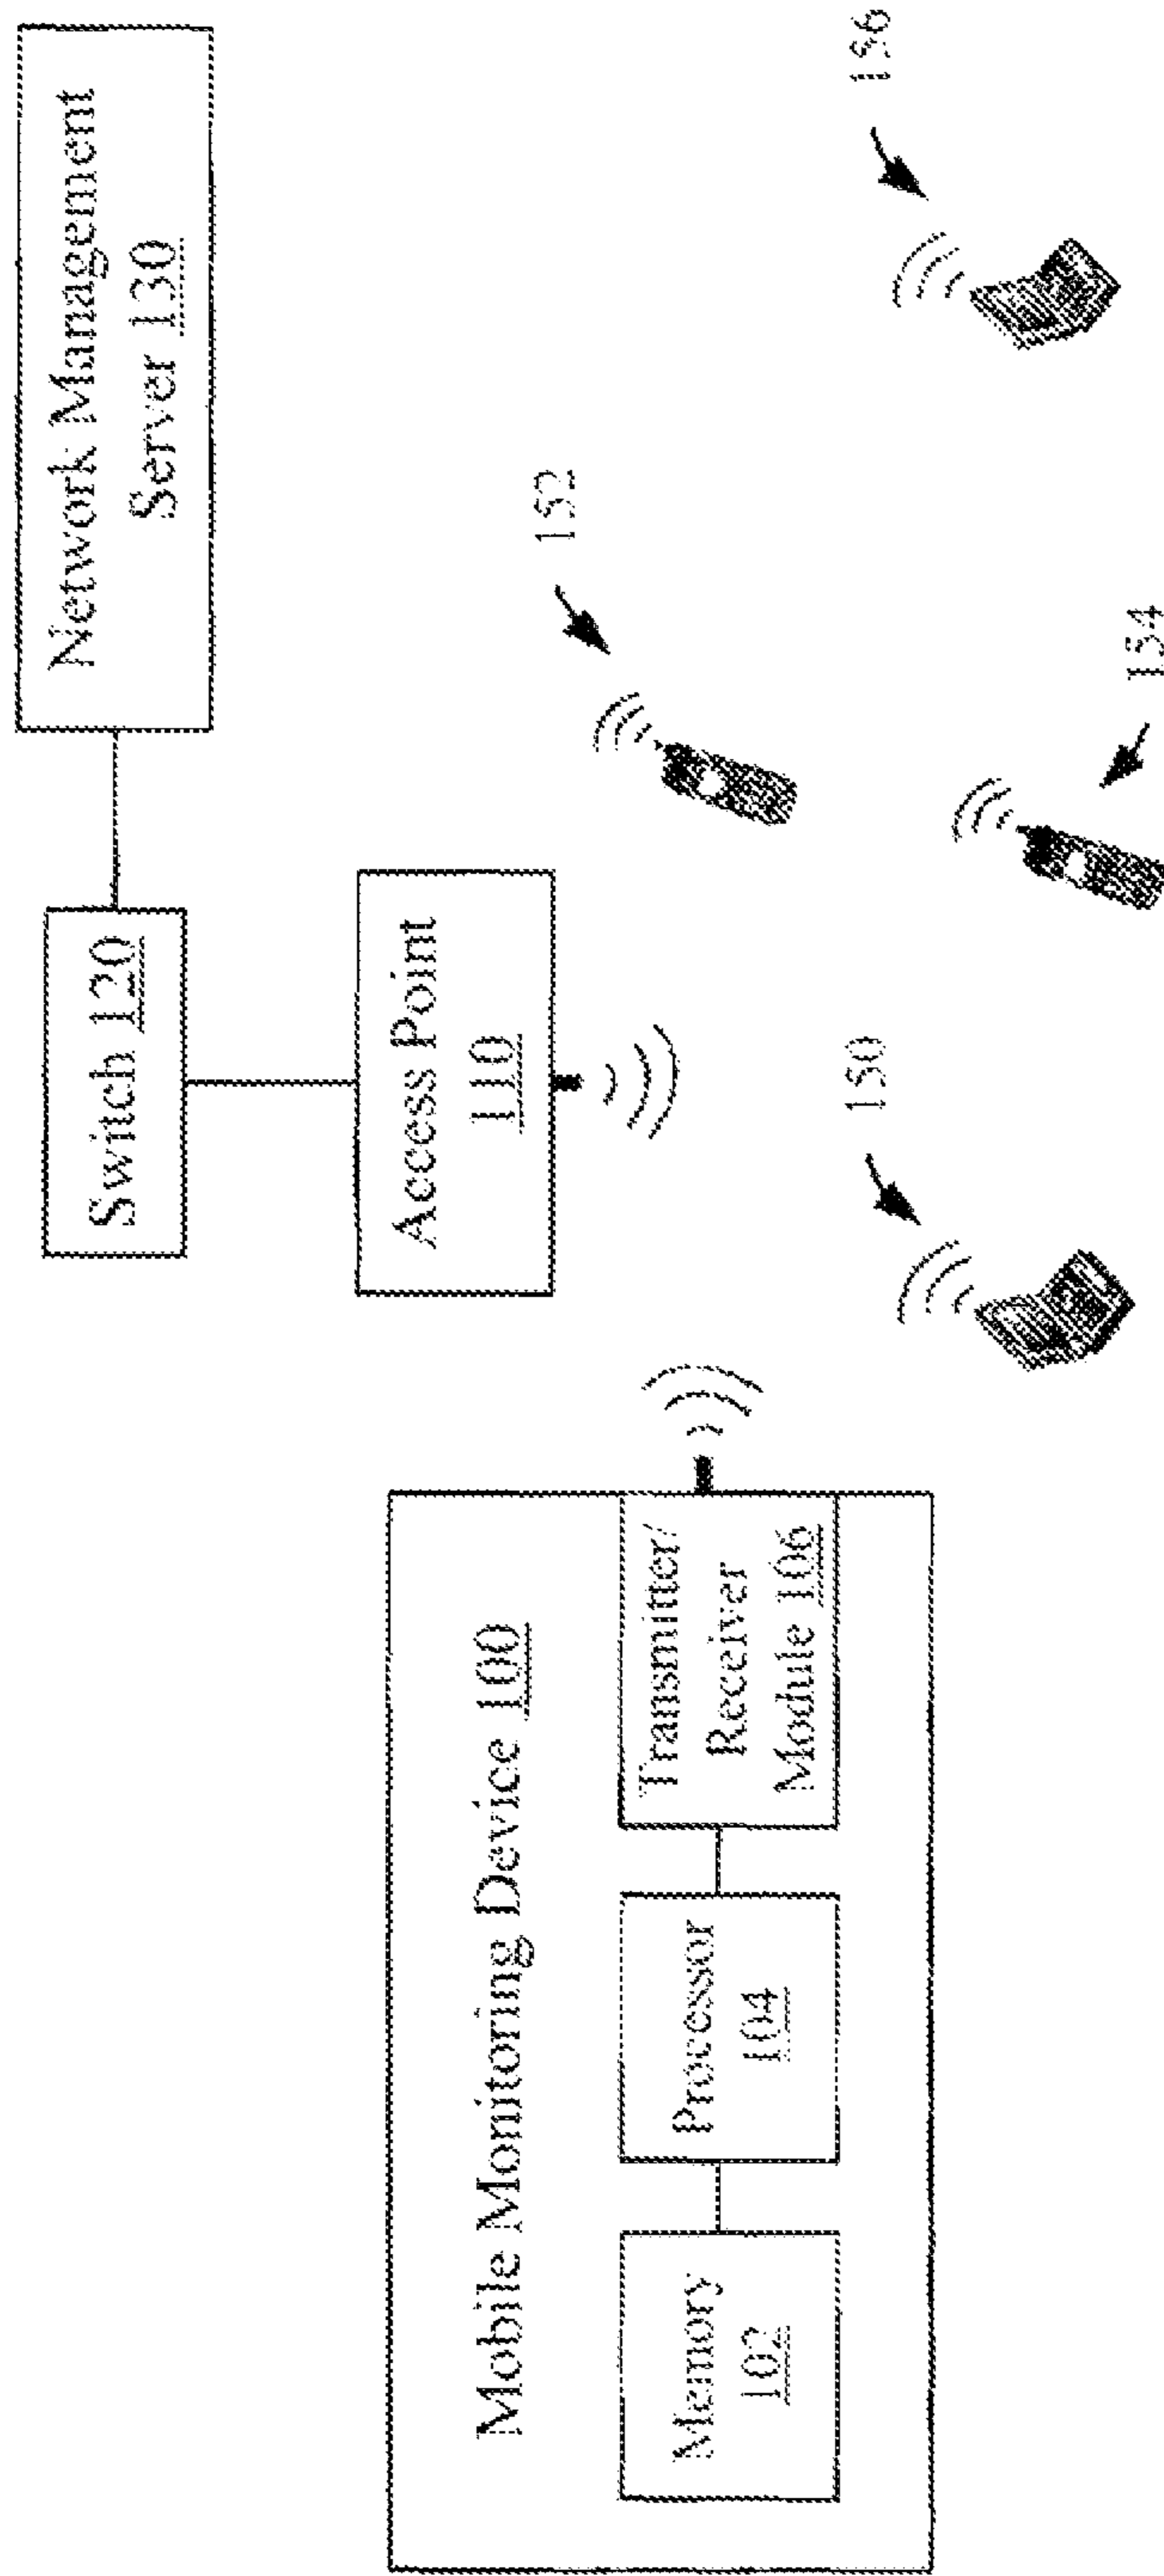 Network Management
Server 130
Switch 120
Access Point
110
Mobile Monitoring Device 100
Memory
102
Processor
104
Transmitter/
Receiver
Module 106
150
152
154
156